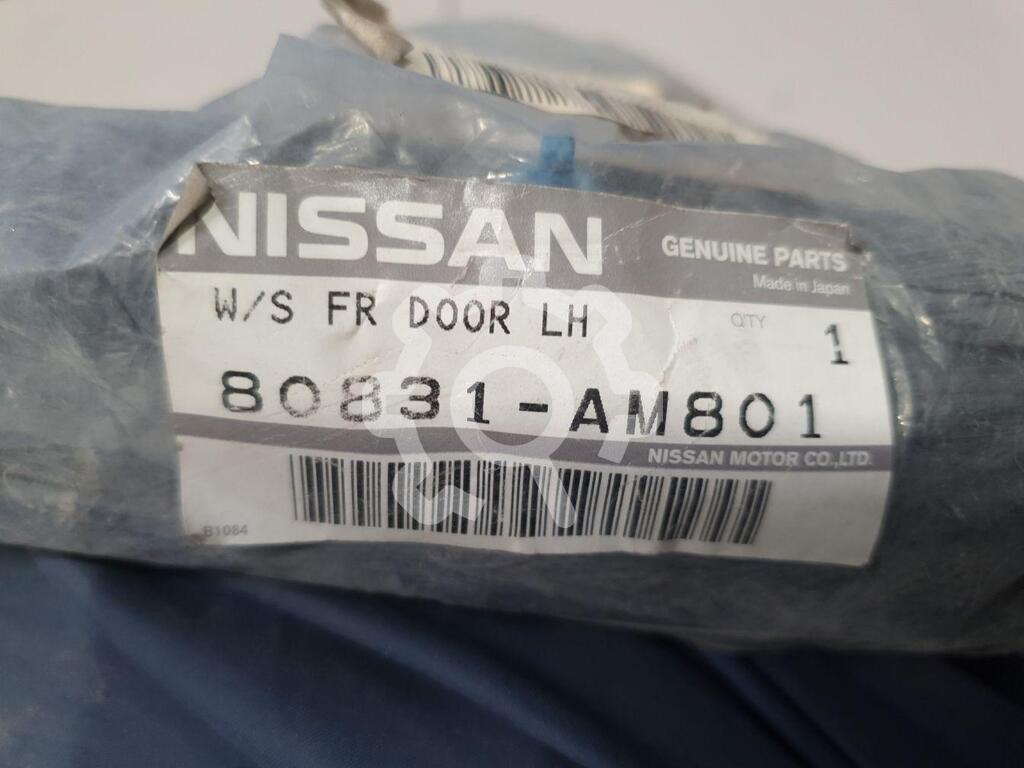 NISSAN
GENUINE PARTS
Made in Japan
W/S FR DOOR LH
Q'TY 1
80831-AM801
NISSAN MOTOR CO.,LTD
B1084